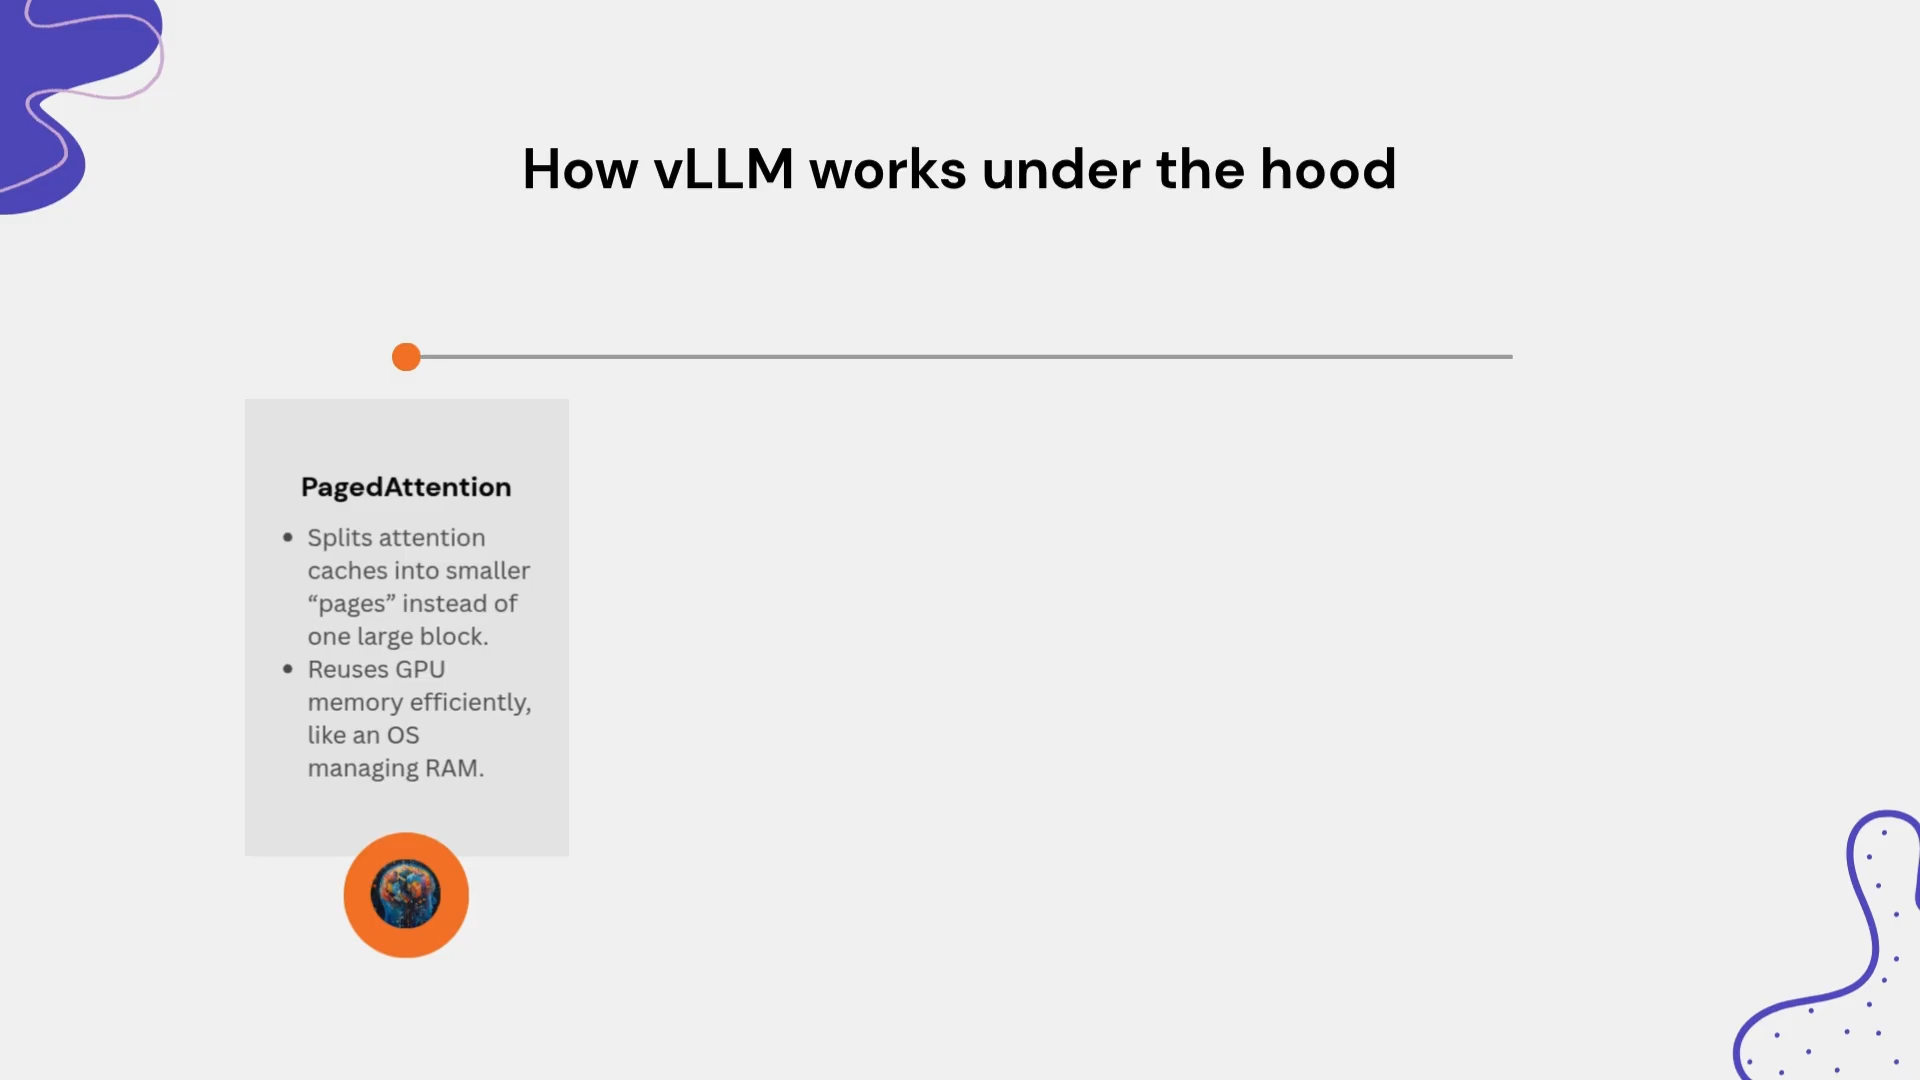 How vLLM works under the hood
PagedAttention
• Splits attention
caches into smaller
“pages” instead of
one large block.
• Reuses GPU
memory efficiently,
like an OS
managing RAM.